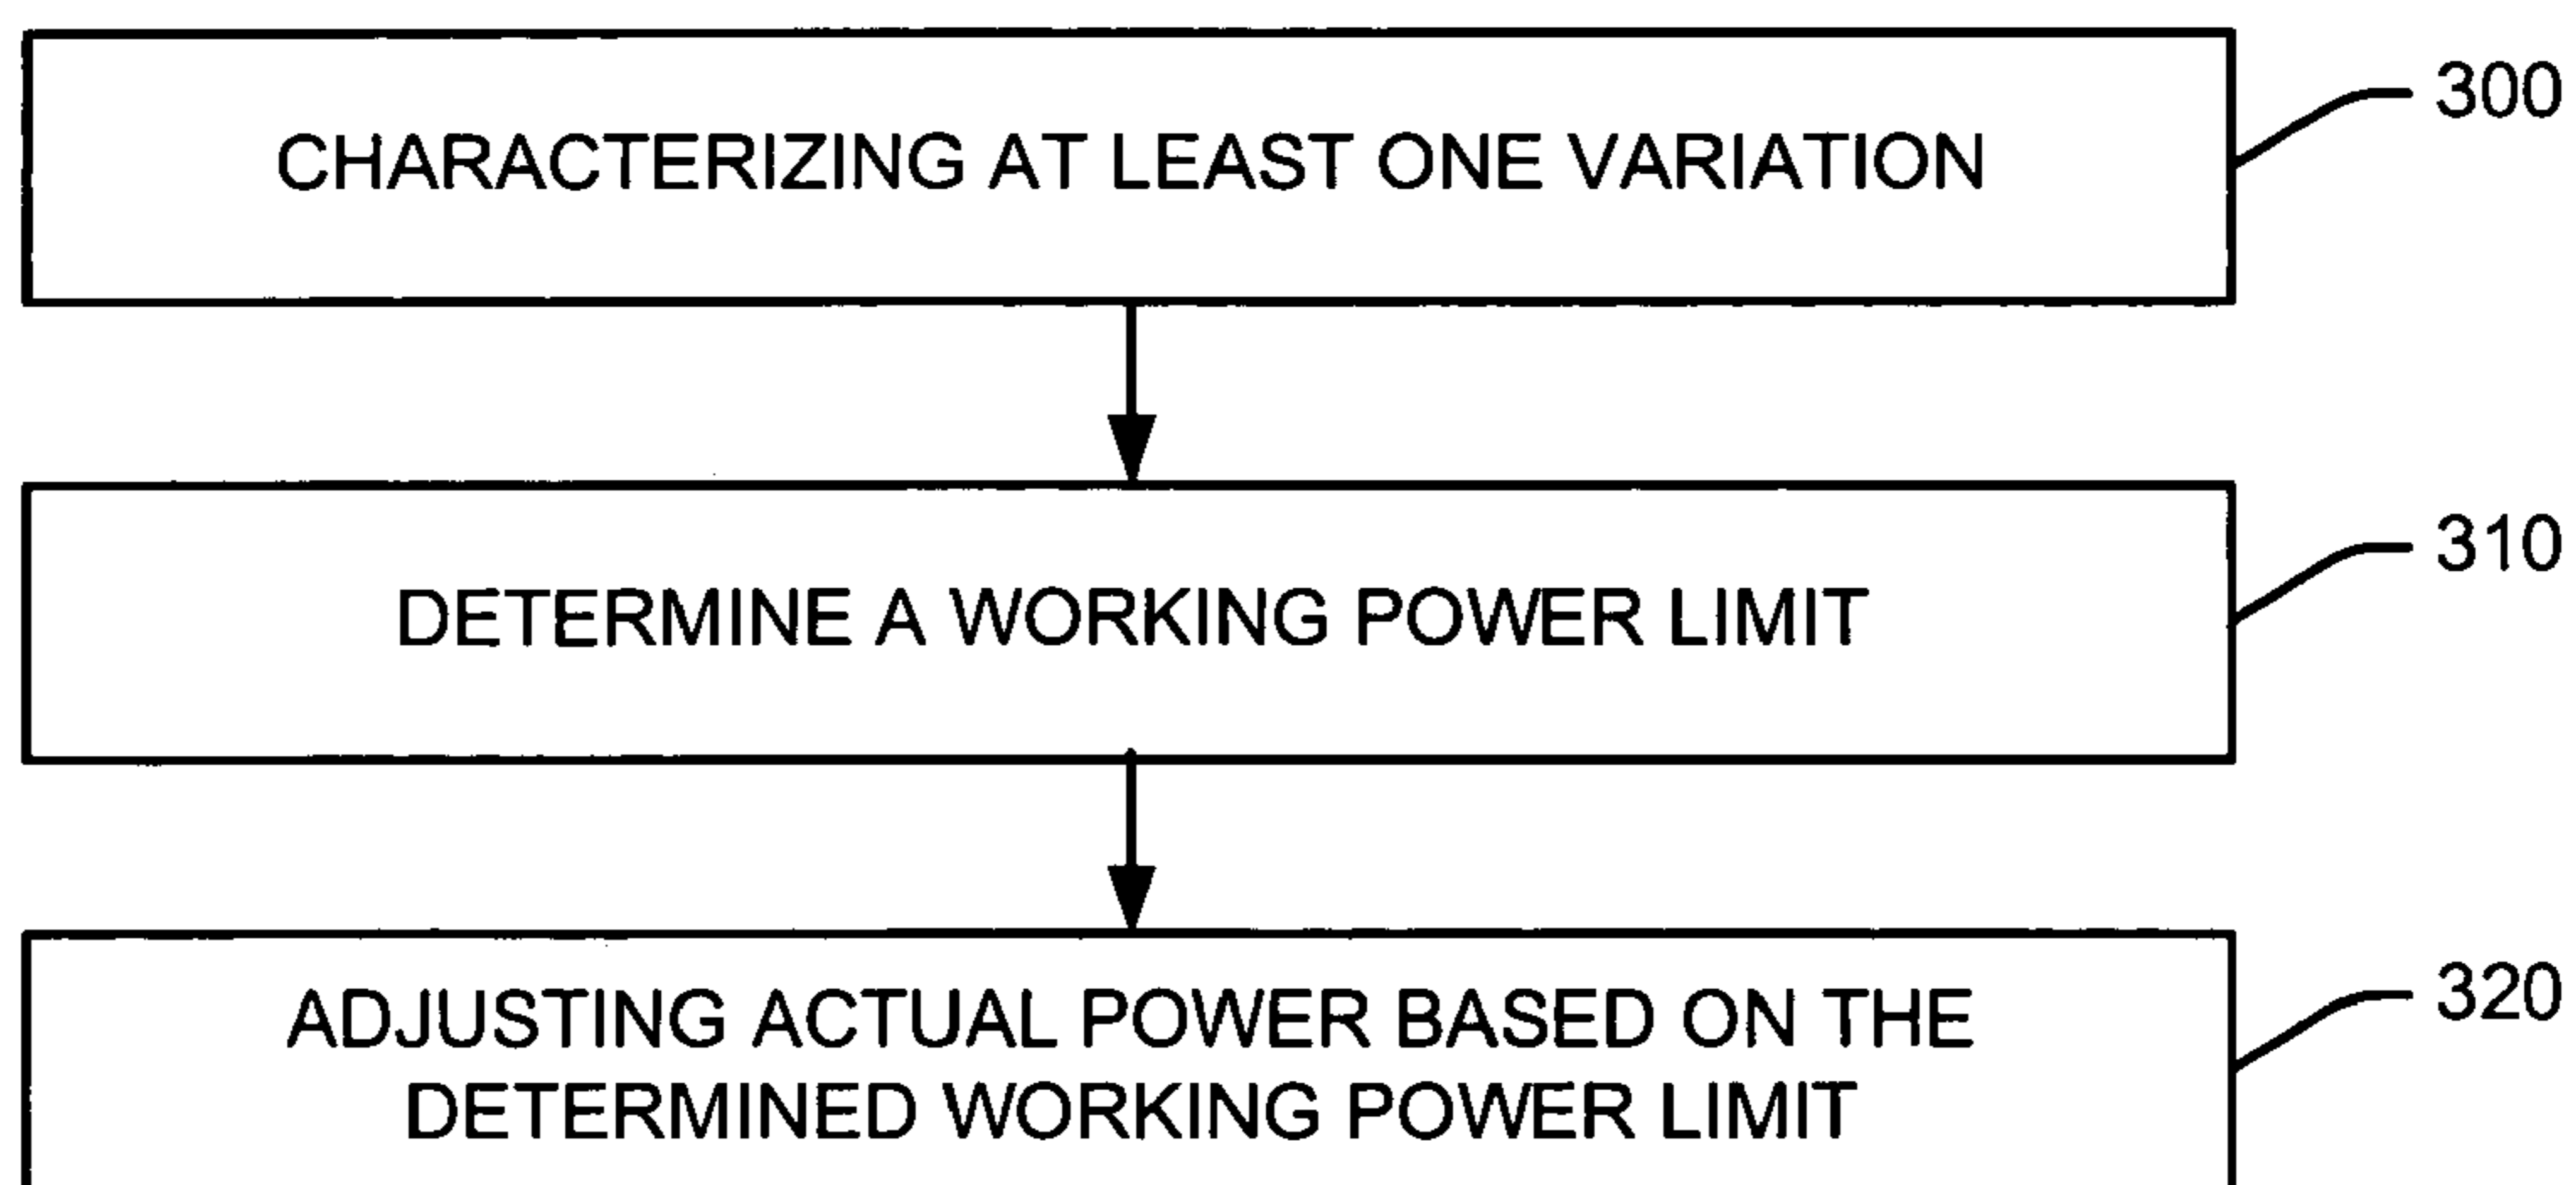 CHARACTERIZING AT LEAST ONE VARIATION
300
DETERMINE A WORKING POWER LIMIT
310
ADJUSTING ACTUAL POWER BASED ON THE
DETERMINED WORKING POWER LIMIT
320